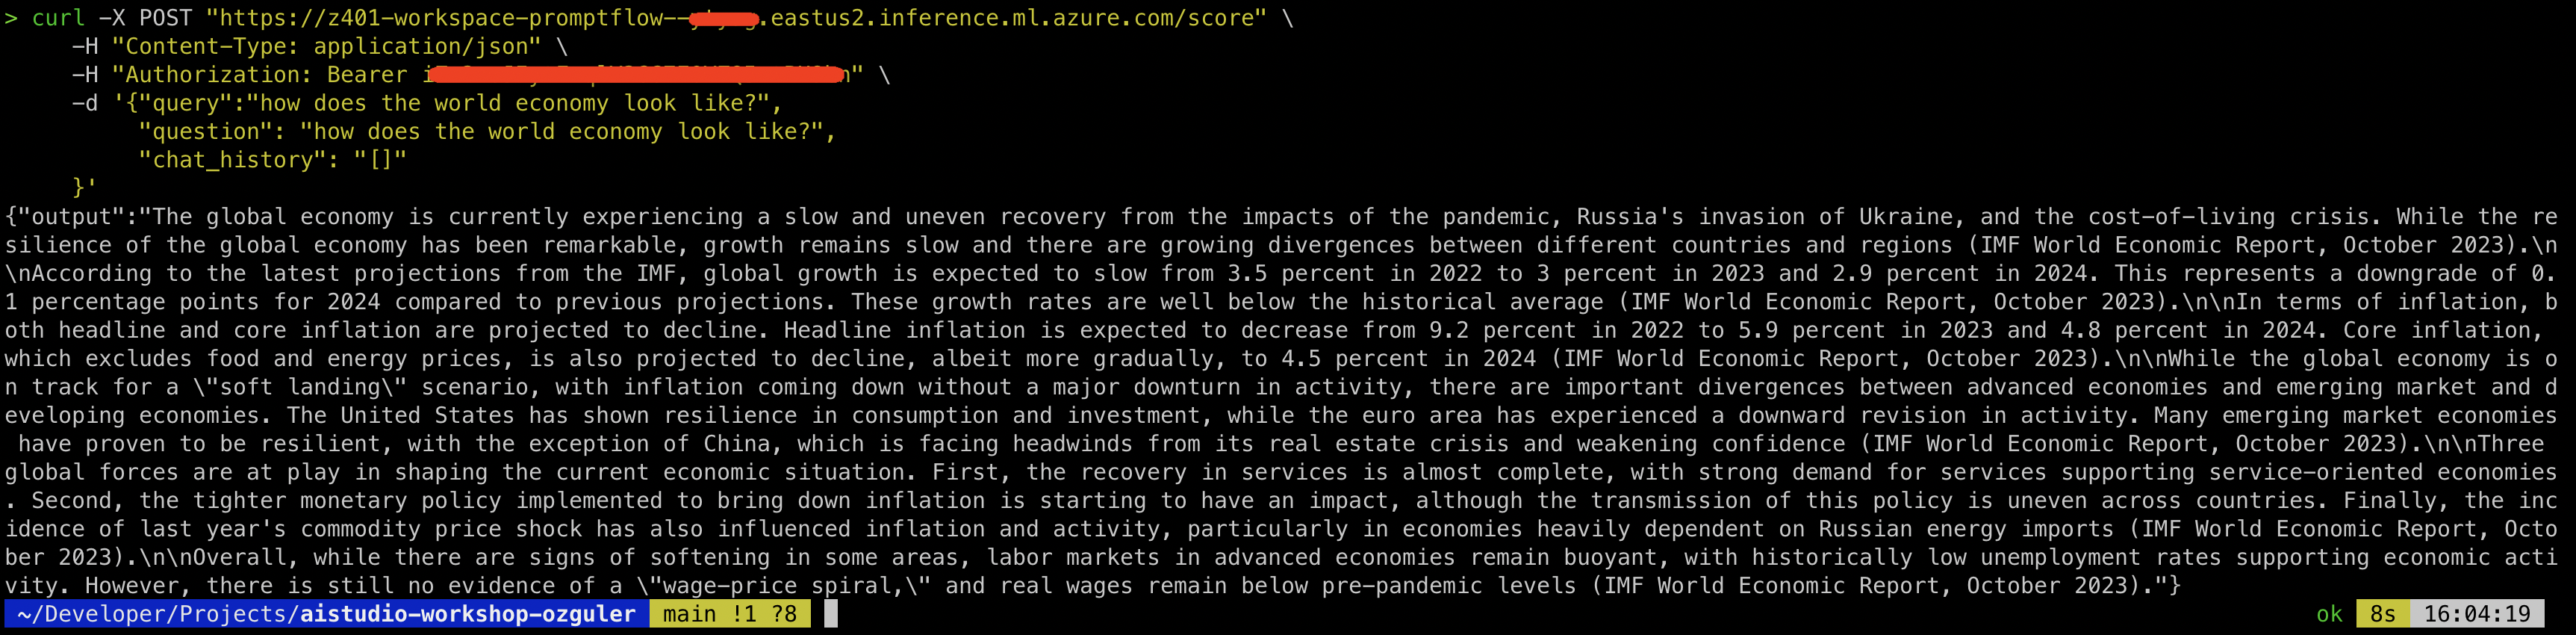 > curl -X POST "https://z401-workspace-promptflow--.eastus2.inference.ml.azure.com/score" \
-H "Content-Type: application/json" \
-H "Authorization: Bearer " \
-d '{"query":"how does the world economy look like?",
"question": "how does the world economy look like?",
"chat_history": "[]"
}'
{"output":"The global economy is currently experiencing a slow and uneven recovery from the impacts of the pandemic, Russia's invasion of Ukraine, and the cost-of-living crisis. While the re
silience of the global economy has been remarkable, growth remains slow and there are growing divergences between different countries and regions (IMF World Economic Report, October 2023).\n
\nAccording to the latest projections from the IMF, global growth is expected to slow from 3.5 percent in 2022 to 3 percent in 2023 and 2.9 percent in 2024. This represents a downgrade of 0.
1 percentage points for 2024 compared to previous projections. These growth rates are well below the historical average (IMF World Economic Report, October 2023).\n\nIn terms of inflation, b
oth headline and core inflation are projected to decline. Headline inflation is expected to decrease from 9.2 percent in 2022 to 5.9 percent in 2023 and 4.8 percent in 2024. Core inflation,
which excludes food and energy prices, is also projected to decline, albeit more gradually, to 4.5 percent in 2024 (IMF World Economic Report, October 2023).\n\nWhile the global economy is o
n track for a \"soft landing\" scenario, with inflation coming down without a major downturn in activity, there are important divergences between advanced economies and emerging market and d
eveloping economies. The United States has shown resilience in consumption and investment, while the euro area has experienced a downward revision in activity. Many emerging market economies
have proven to be resilient, with the exception of China, which is facing headwinds from its real estate crisis and weakening confidence (IMF World Economic Report, October 2023).\n\nThree
global forces are at play in shaping the current economic situation. First, the recovery in services is almost complete, with strong demand for services supporting service-oriented economies
. Second, the tighter monetary policy implemented to bring down inflation is starting to have an impact, although the transmission of this policy is uneven across countries. Finally, the inc
idence of last year's commodity price shock has also influenced inflation and activity, particularly in economies heavily dependent on Russian energy imports (IMF World Economic Report, Octo
ber 2023).\n\nOverall, while there are signs of softening in some areas, labor markets in advanced economies remain buoyant, with historically low unemployment rates supporting economic acti
vity. However, there is still no evidence of a \"wage-price spiral,\" and real wages remain below pre-pandemic levels (IMF World Economic Report, October 2023)."}
~/Developer/Projects/aistudio-workshop-ozguler main !1 ?8 ok 8s 16:04:19